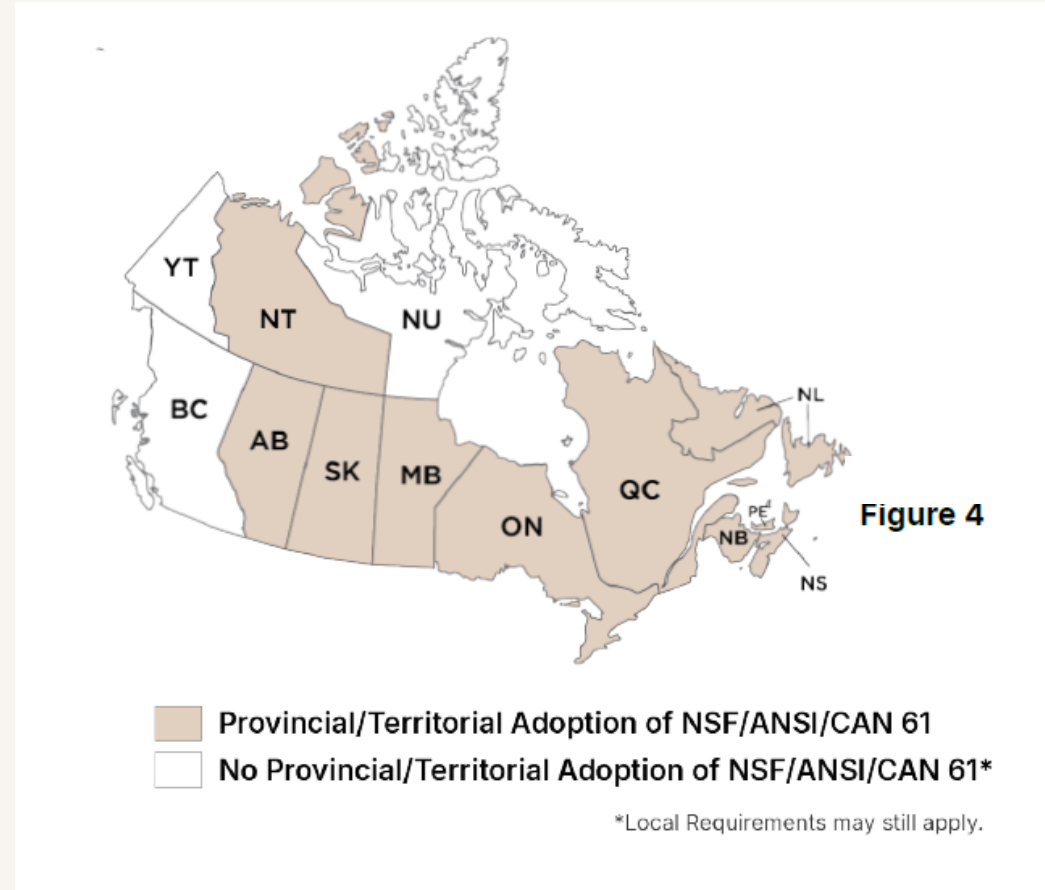 YT
NT
NU
BC
AB
SK
MB
ON
QC
NL
PE
NB
NS
Figure 4
Provincial/Territorial Adoption of NSF/ANSI/CAN 61
No Provincial/Territorial Adoption of NSF/ANSI/CAN 61*
*Local Requirements may still apply.